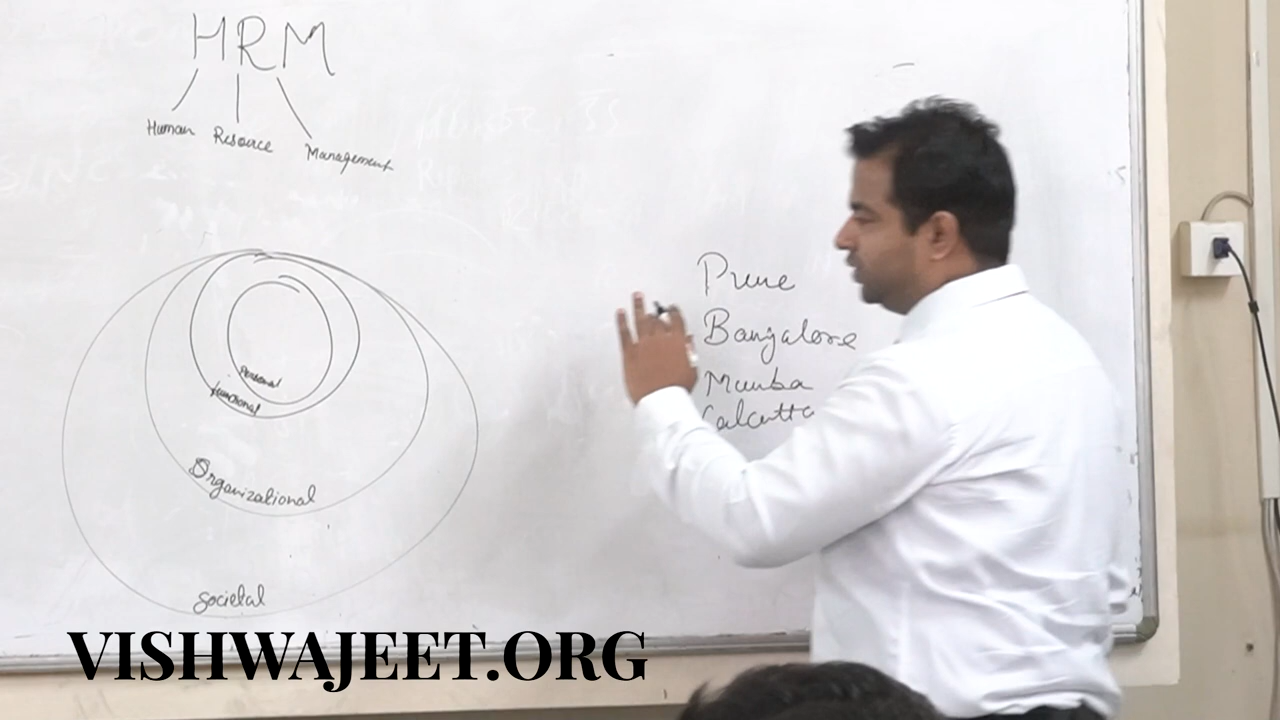 HRM
Human Resource Management
Personal
functional
Organizational
Societal
Pune
Bangalore
Mumba
Calcutta
VISHWAJEET.ORG